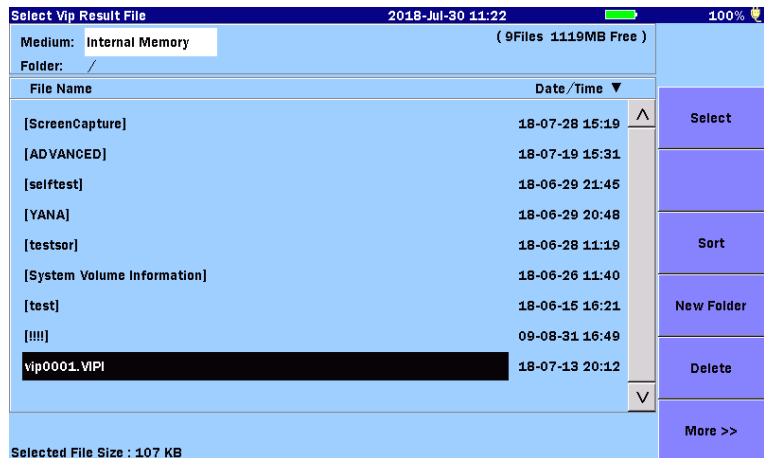 Select Vip Result File 2018-Jul-30 11:22 100%
Medium: Internal Memory ( 9Files 1119MB Free )
Folder: /
File Name Date/Time ▼
[ScreenCapture] 18-07-28 15:19
[ADVANCED] 18-07-19 15:31
[selftest] 18-06-29 21:45
[YANA] 18-06-29 20:48
[testsor] 18-06-28 11:19
[System Volume Information] 18-06-26 11:40
[test] 18-06-15 16:21
[!!!!] 09-08-31 16:49
vip0001.VIPI 18-07-13 20:12
Selected File Size : 107 KB
Select
Sort
New Folder
Delete
More >>